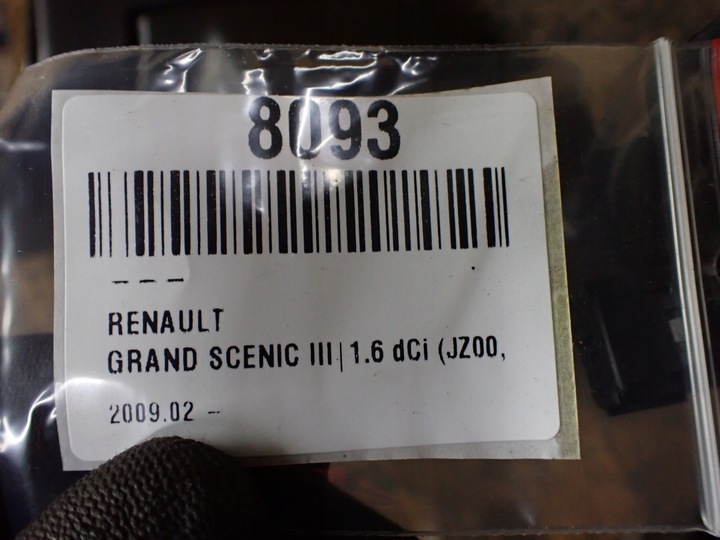 8093
RENAULT
GRAND SCENIC III|1.6 dCi (JZ00,
2009.02 –